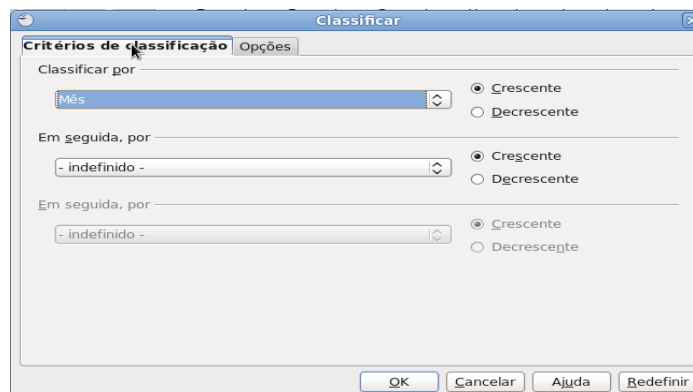 Classificar
Critérios de classificação Opções
Classificar por
Mês
Crescente
Decrescente
Em seguida, por
- indefinido -
Crescente
Decrescente
Em seguida, por
- indefinido -
Crescente
Decrescente
OK Cancelar Ajuda Redefinir